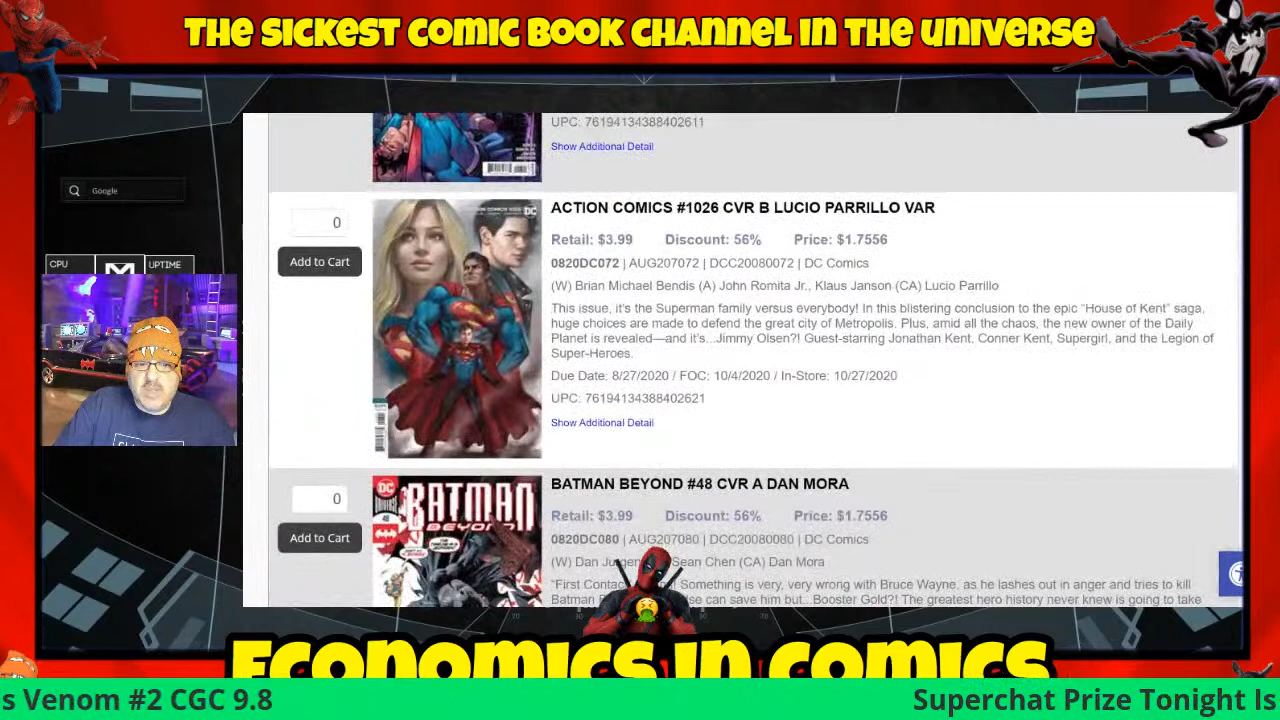 THE SICKEST COMIC BOOK CHANNEL IN THE UNIVERSE
UPC: 76194134388402611
Show Additional Detail
Google
CPU
UPTIME
0
Add to Cart
DC
ACTION COMICS #1026 CVR B LUCIO PARRILLO VAR
Retail: $3.99 Discount: 56% Price: $1.7556
0820DC072 | AUG207072 | DCC20080072 | DC Comics
(W) Brian Michael Bendis (A) John Romita Jr., Klaus Janson (CA) Lucio Parrillo
This issue, it's the Superman family versus everybody! In this blistering conclusion to the epic "House of Kent" saga,
huge choices are made to defend the great city of Metropolis. Plus, amid all the chaos, the new owner of the Daily
Planet is revealed—and it's...Jimmy Olsen?! Guest-starring Jonathan Kent, Conner Kent, Supergirl, and the Legion of
Super-Heroes.
Due Date: 8/27/2020 / FOC: 10/4/2020 / In-Store: 10/27/2020
UPC: 76194134388402621
Show Additional Detail
0
Add to Cart
DC
UNIVERSE
48
BATMAN
BEYOND
BATMAN BEYOND #48 CVR A DAN MORA
Retail: $3.99 Discount: 56% Price: $1.7556
0820DC080 | AUG207080 | DCC20080080 | DC Comics
(W) Dan Sean Chen (CA) Dan Mora
"First Something is very, very wrong with Bruce Wayne, as he lashes out in anger and tries to kill
Batman can save him but...Booster Gold?! The greatest hero history never knew is going to take
ECONOMICS IN COMICS
s Venom #2 CGC 9.8 Superchat Prize Tonight Is